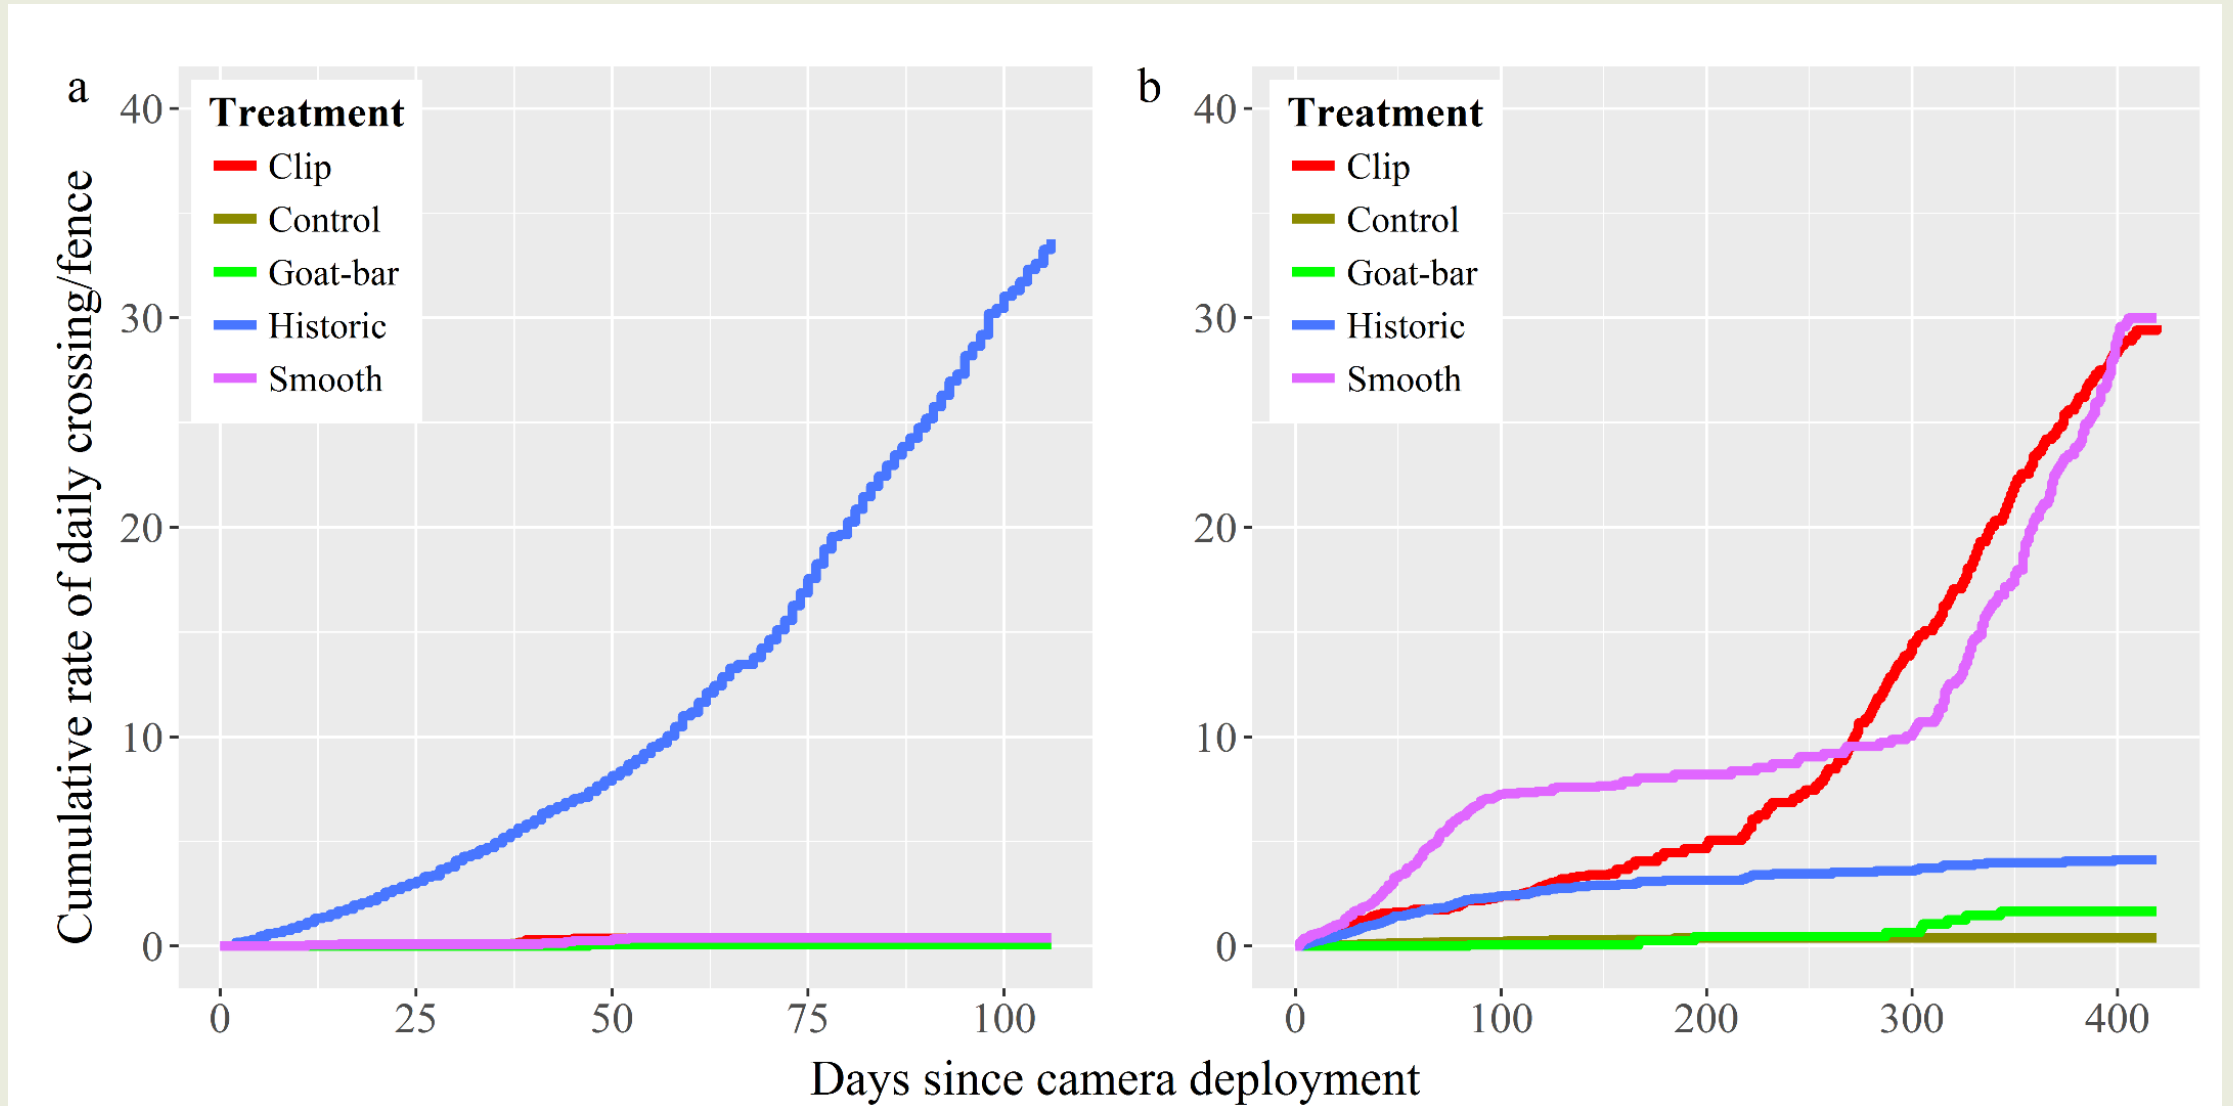 a
Treatment
Clip
Control
Goat-bar
Historic
Smooth
40
30
20
10
0
0 25 50 75 100
b
Treatment
Clip
Control
Goat-bar
Historic
Smooth
40
30
20
10
0
0 100 200 300 400
Cumulative rate of daily crossing/fence
Days since camera deployment